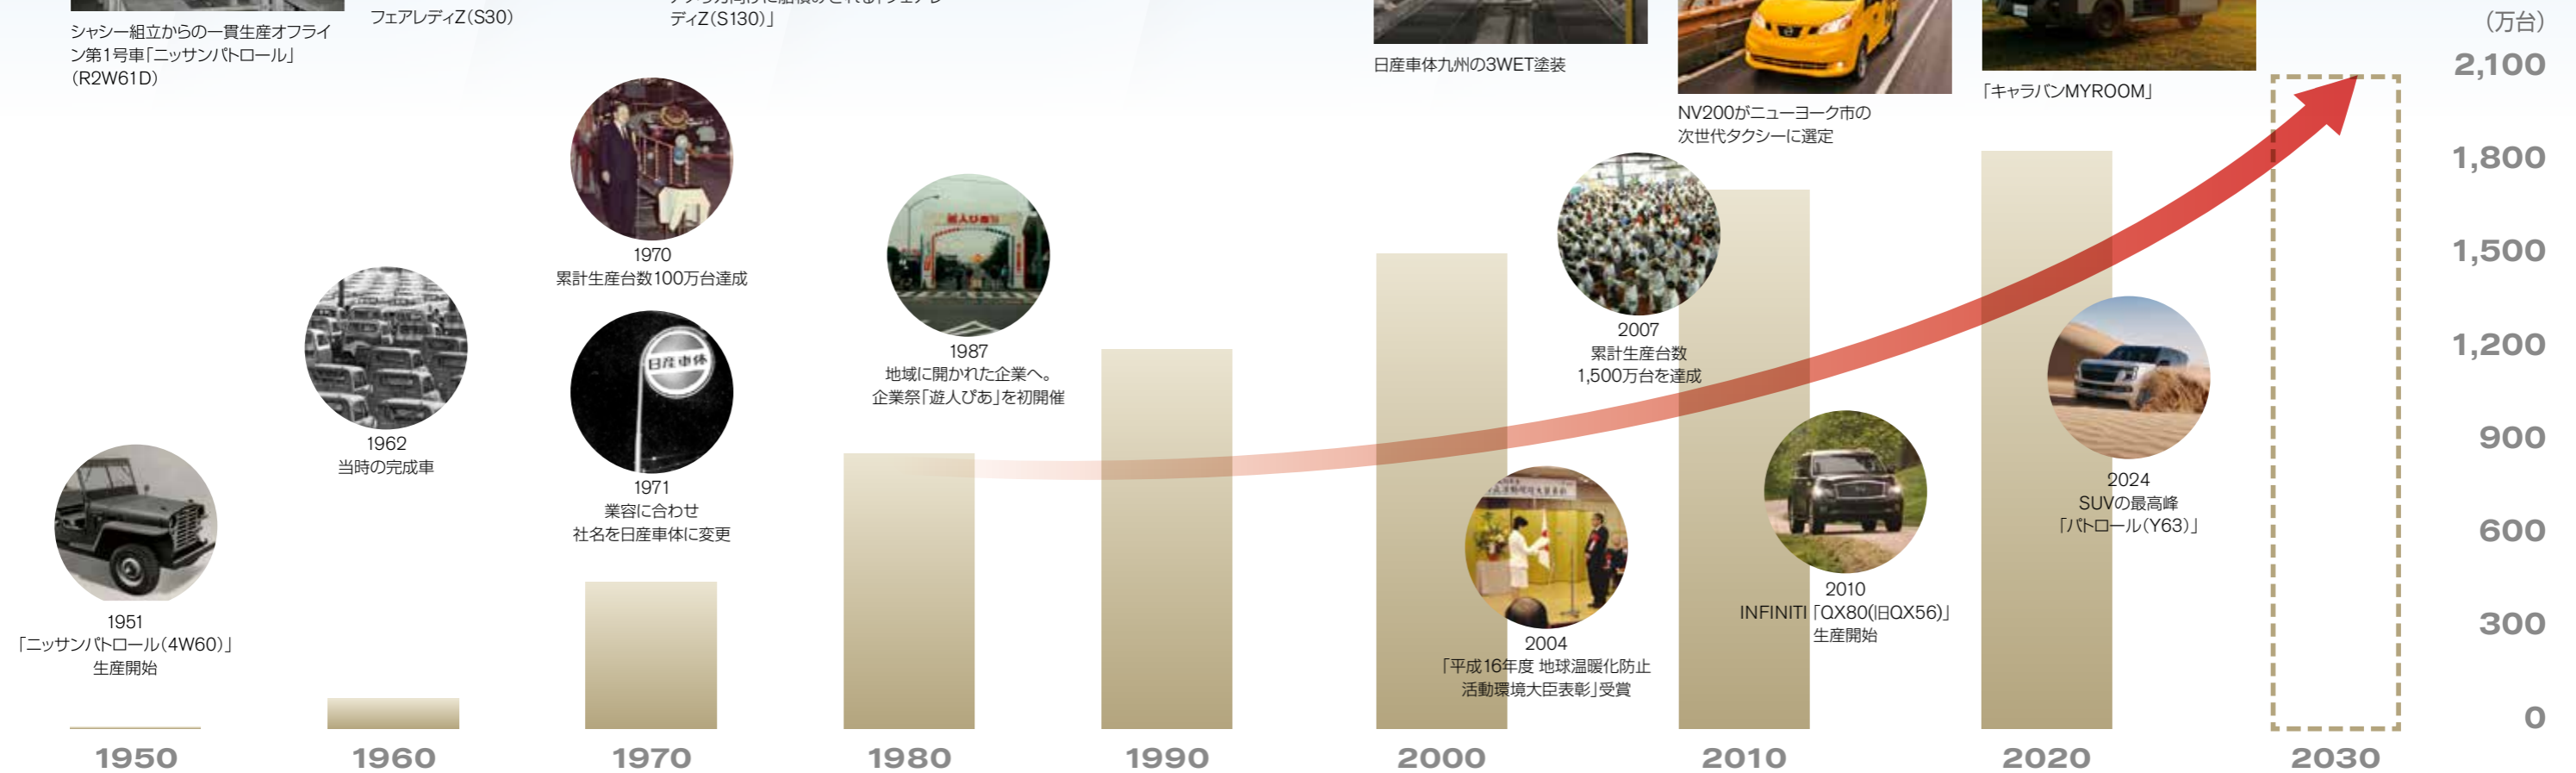 シャシー組立からの一貫生産オフライ
ン第1号車「ニッサンパトロール」
（R2W61D）
フェアレディZ（S30）
ディZ（S130）」
日産車体九州の3WET塗装
NV200がニューヨーク市の
次世代タクシーに選定
「キャラバンMYROOM」
（万台）
2,100
1,800
1,500
1,200
900
600
300
0
1951
「ニッサンパトロール（4W60）」
生産開始
1962
当時の完成車
1970
累計生産台数100万台達成
日産車体
1971
業容に合わせ
社名を日産車体に変更
1987
地域に開かれた企業へ。
企業祭「遊人ぴあ」を初開催
2004
「平成16年度 地球温暖化防止
活動環境大臣表彰」受賞
2007
累計生産台数
1,500万台を達成
2010
INFINITI「QX80(旧QX56)」
生産開始
2024
SUVの最高峰
「パトロール（Y63）」
1950
1960
1970
1980
1990
2000
2010
2020
2030